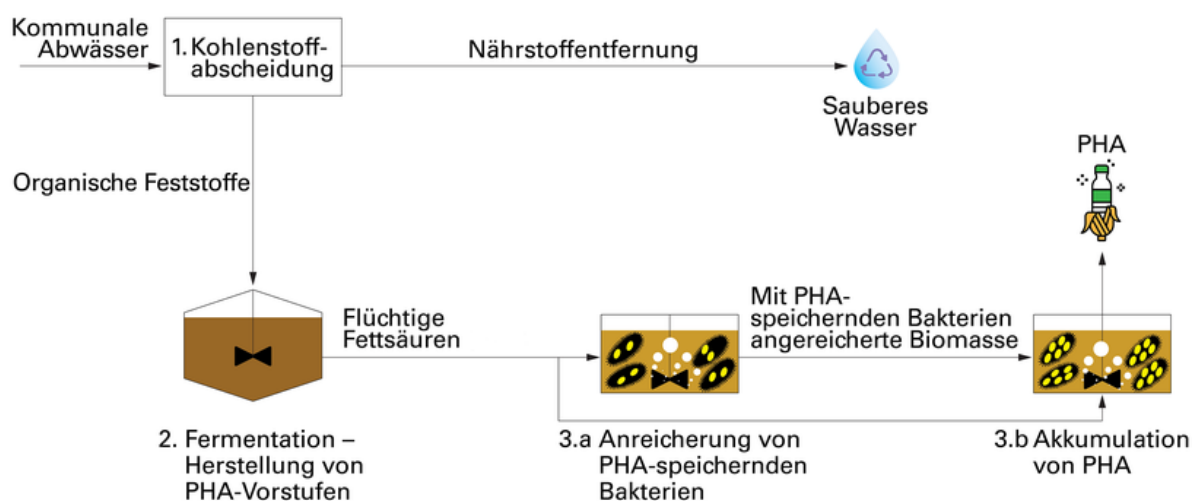 Kommunale
Abwässer
1. Kohlenstoff-
abscheidung
Nährstoffentfernung
Sauberes
Wasser
PHA
Organische Feststoffe
Flüchtige
Fettsäuren
Mit PHA-
speichernden Bakterien
angereicherte Biomasse
2. Fermentation –
Herstellung von
PHA-Vorstufen
3.a Anreicherung von
PHA-speichernden
Bakterien
3.b Akkumulation
von PHA